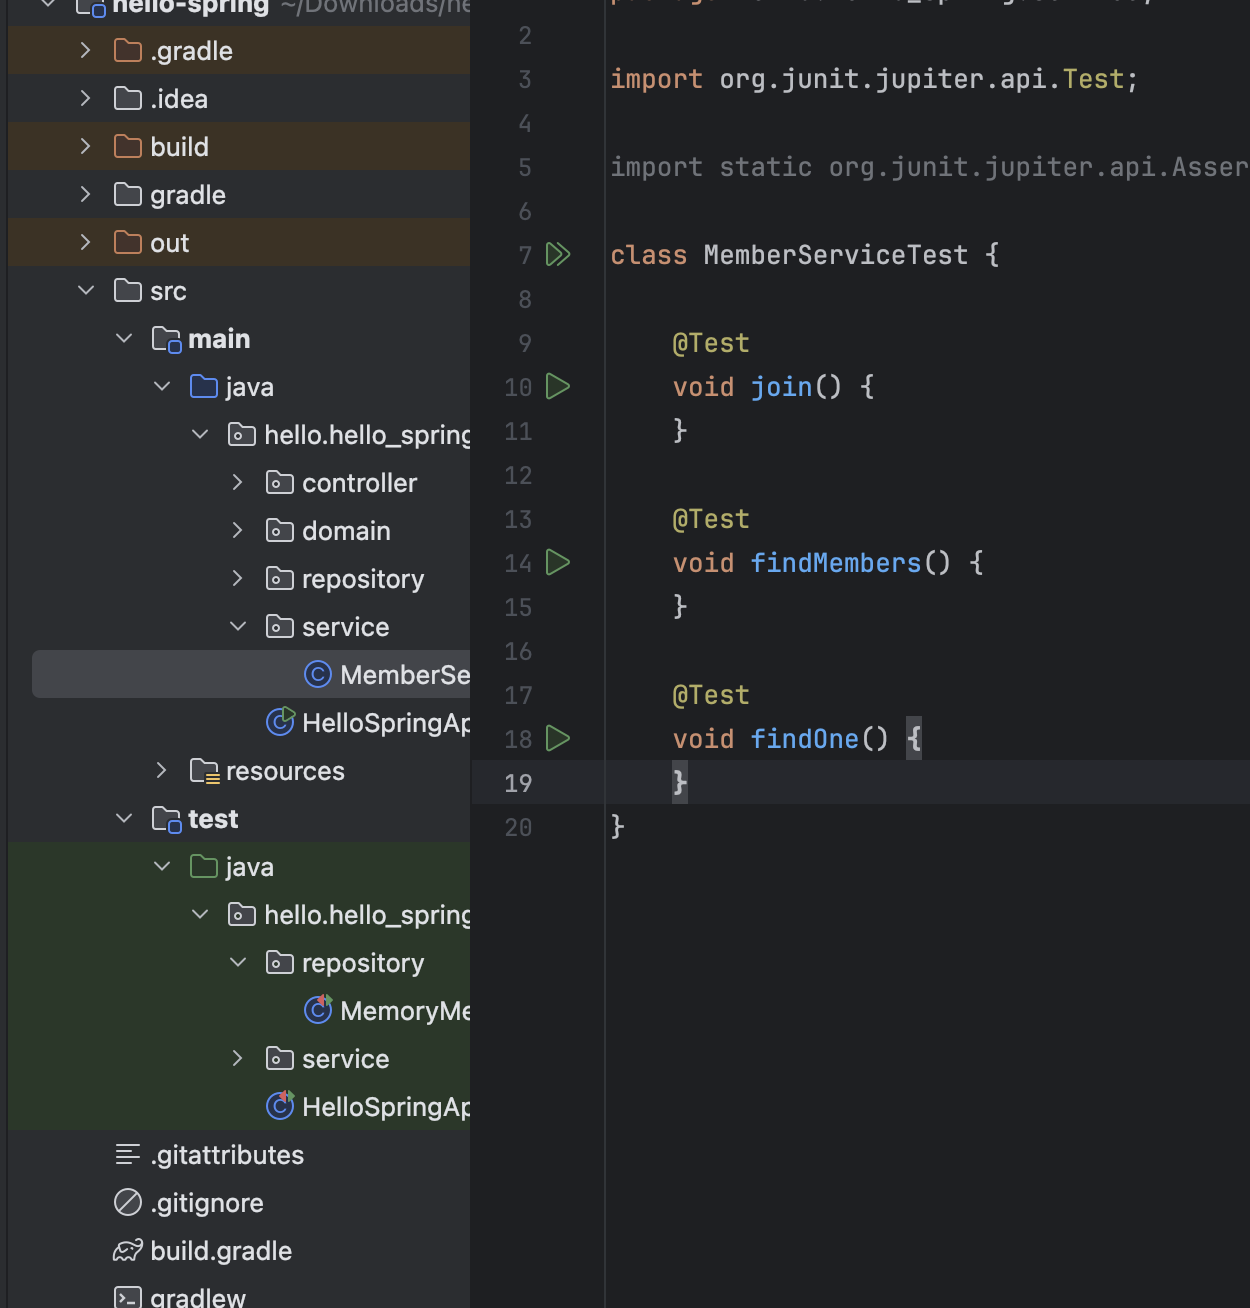 hello-spring ~/Downloads/he
.gradle
.idea
build
gradle
out
src
main
java
hello.hello_spring
controller
domain
repository
service
MemberSe
HelloSpringAp
resources
test
java
hello.hello_spring
repository
MemoryMe
service
HelloSpringAp
.gitattributes
.gitignore
build.gradle
gradlew
2
3 import org.junit.jupiter.api.Test;
4
5 import static org.junit.jupiter.api.Asser
6
7 class MemberServiceTest {
8
9 @Test
10 void join() {
11 }
12
13 @Test
14 void findMembers() {
15 }
16
17 @Test
18 void findOne() {
19 }
20 }